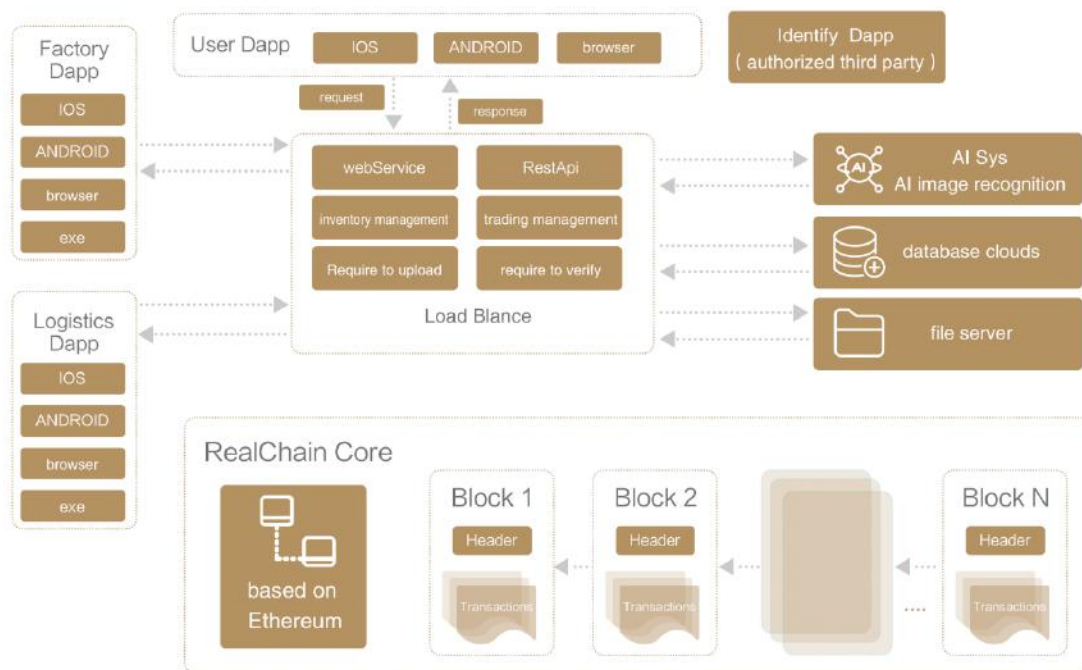 Factory
Dapp
IOS
ANDROID
browser
exe
User Dapp
IOS
ANDROID
browser
Identify Dapp
( authorized third party )
request
response
webService
RestApi
inventory management
trading management
Require to upload
require to verify
Load Blance
AI
AI Sys
AI image recognition
database clouds
file server
Logistics
Dapp
IOS
ANDROID
browser
exe
RealChain Core
based on
Ethereum
Block 1
Header
Transactions
Block 2
Header
Transactions
....
Block N
Header
Transactions